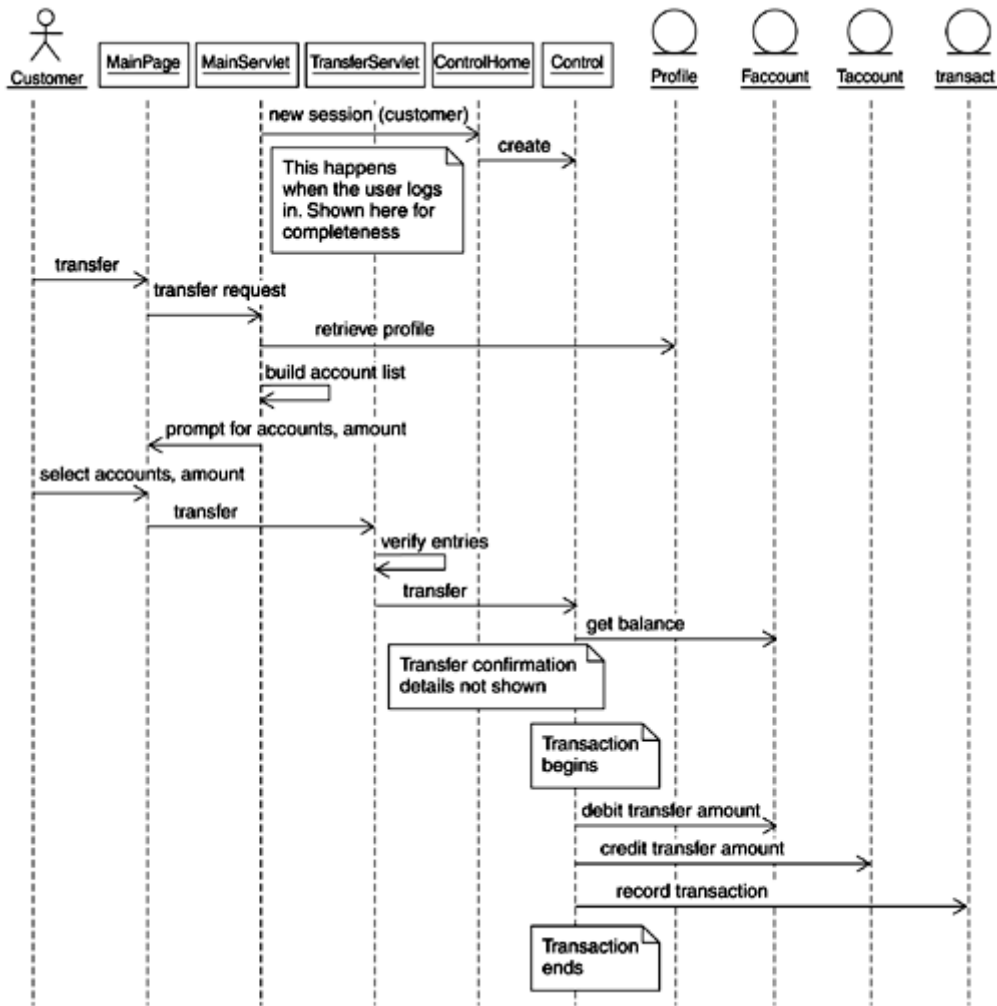 Customer
MainPage
MainServlet
TransferServlet
ControlHome
Control
Profile
Faccount
Taccount
transact
new session (customer)
create
This happens
when the user logs
in. Shown here for
completeness
transfer
transfer request
retrieve profile
build account list
prompt for accounts, amount
select accounts, amount
transfer
verify entries
transfer
get balance
Transfer confirmation
details not shown
Transaction
begins
debit transfer amount
credit transfer amount
record transaction
Transaction
ends